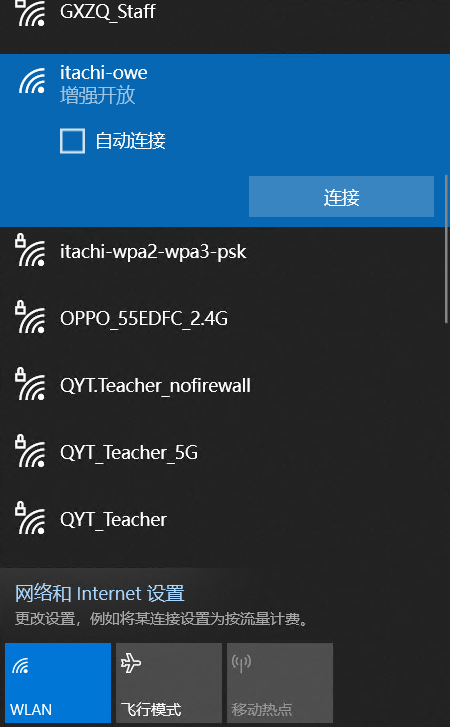 GXZQ_Staff
itachi-owe
增强开放
自动连接
连接
itachi-wpa2-wpa3-psk
OPPO_55EDFC_2.4G
QYT.Teacher_nofirewall
QYT_Teacher_5G
QYT_Teacher
网络和 Internet 设置
更改设置，例如将某连接设置为按流量计费。
WLAN
飞行模式
移动热点